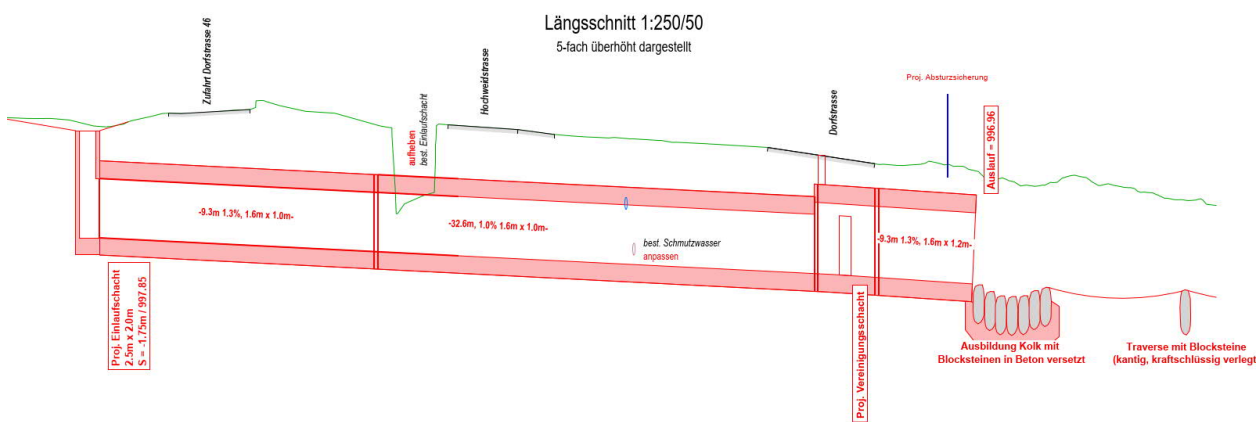 Längsschnitt 1:250/50
5-fach überhöht dargestellt
Zufahrt Dorfstrasse 46
aufheben
best. Einlaufschacht
Hochweidstrasse
Dorfstrasse
Proj. Absturzsicherung
Auslauf = 996.96
-9.3m 1.3%, 1.6m x 1.0m-
-32.6m, 1.0% 1.6m x 1.0m-
-9.3m 1.3%, 1.6m x 1.2m-
best. Schmutzwasser
anpassen
Proj. Einlaufschacht
2.5m x 2.0m
S = -1.75m / 997.85
Proj. Vereinigungsschacht
Ausbildung Kolk mit
Blocksteinen in Beton versetzt
Traverse mit Blocksteine
(kantig, kraftschlüssig verlegt